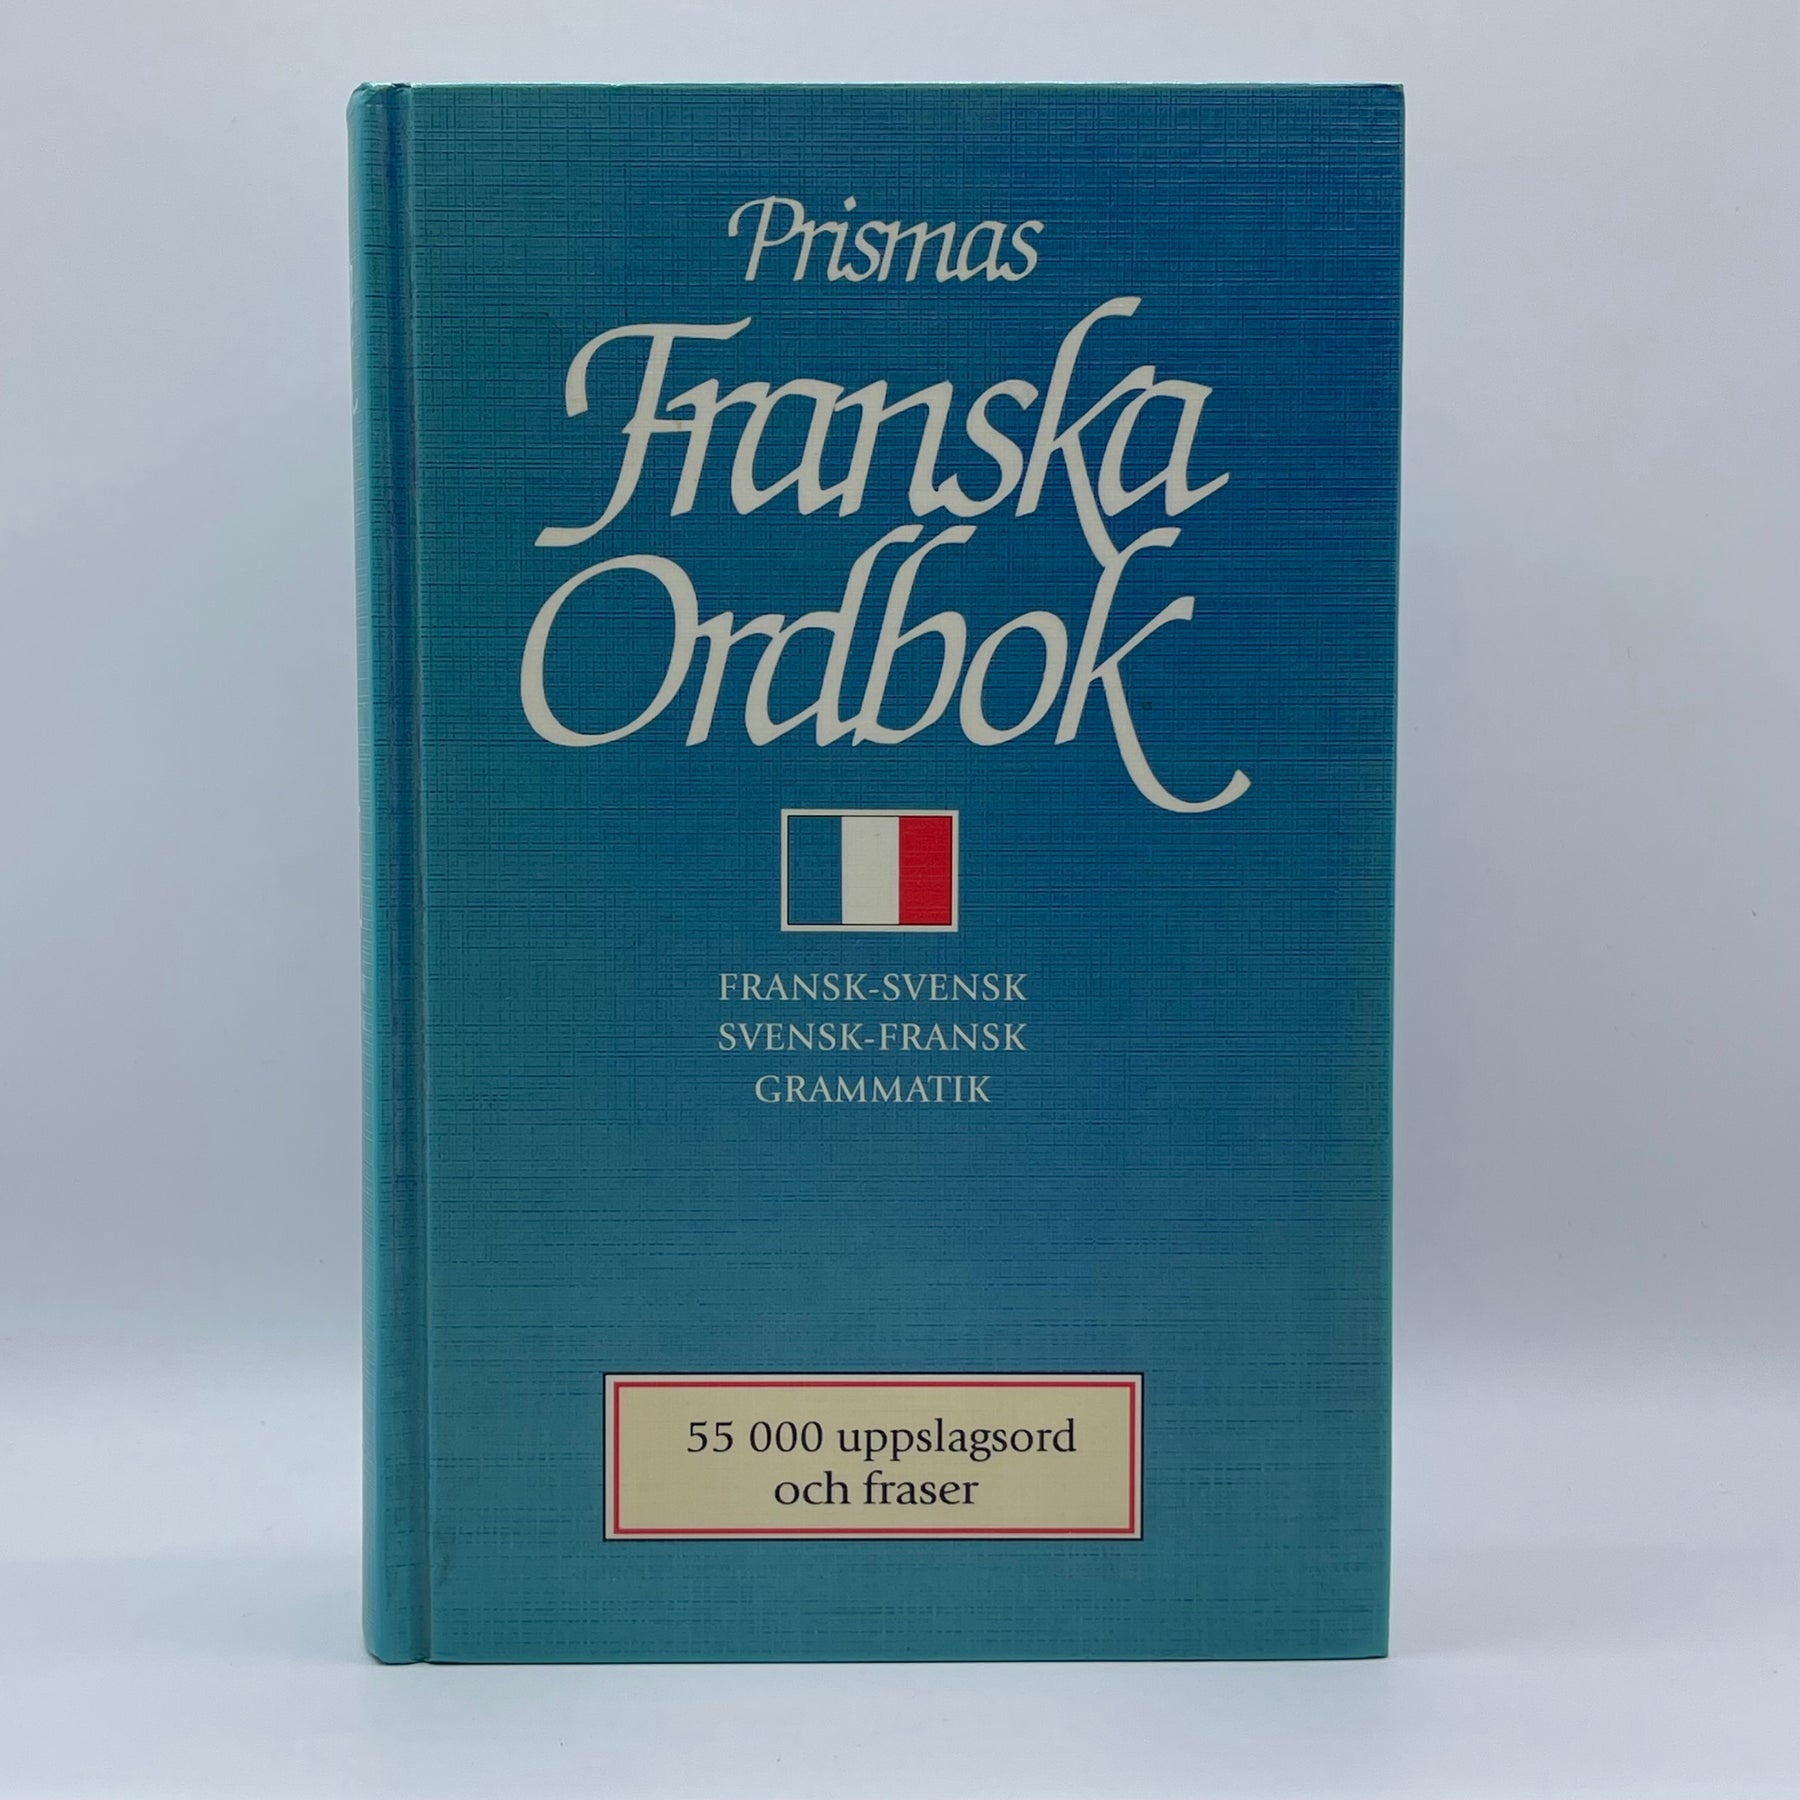 Prismas
Franska
Ordbok
FRANSK-SVENSK
SVENSK-FRANSK
GRAMMATIK
55 000 uppslagsord
och fraser